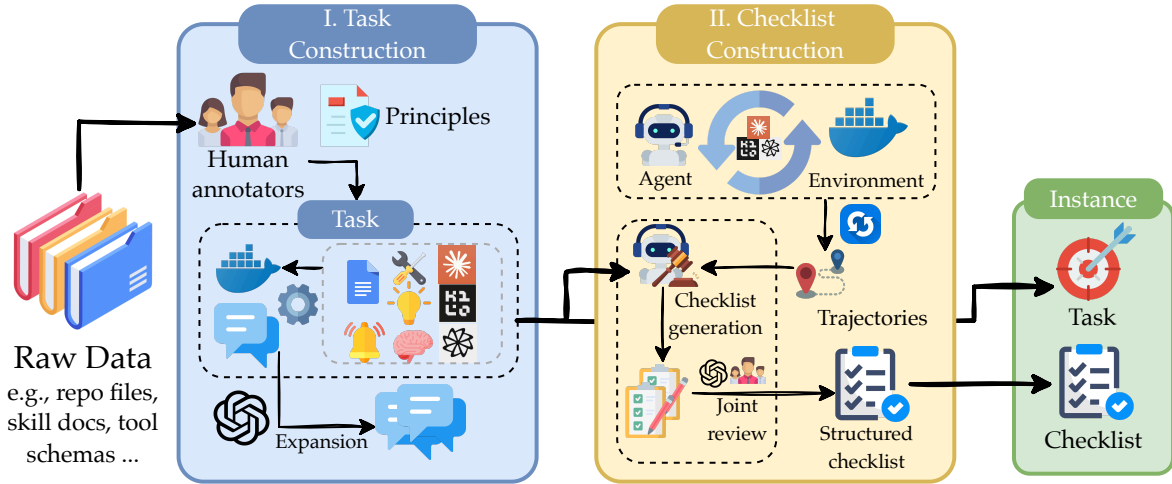 I. Task
Construction
Principles
Human
annotators
Task
Expansion
Raw Data
e.g., repo files,
skill docs, tool
schemas ...
II. Checklist
Construction
Agent
Environment
Checklist
generation
Trajectories
Joint
review
Structured
checklist
Instance
Task
Checklist